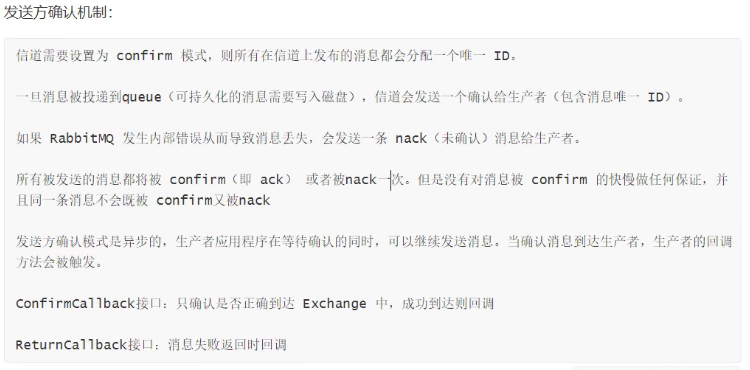 发送方确认机制：
信道需要设置为 confirm 模式，则所有在信道上发布的消息都会分配一个唯一 ID。
一旦消息被投递到queue（可持久化的消息需要写入磁盘），信道会发送一个确认给生产者（包含消息唯一 ID）。
如果 RabbitMQ 发生内部错误从而导致消息丢失，会发送一条 nack（未确认）消息给生产者。
所有被发送的消息都将被 confirm（即 ack） 或者被nack一次。但是没有对消息被 confirm 的快慢做任何保证，并
且同一条消息不会既被 confirm又被nack
发送方确认模式是异步的，生产者应用程序在等待确认的同时，可以继续发送消息。当确认消息到达生产者，生产者的回调
方法会被触发。
ConfirmCallback接口：只确认是否正确到达 Exchange 中，成功到达则回调
ReturnCallback接口：消息失败返回时回调